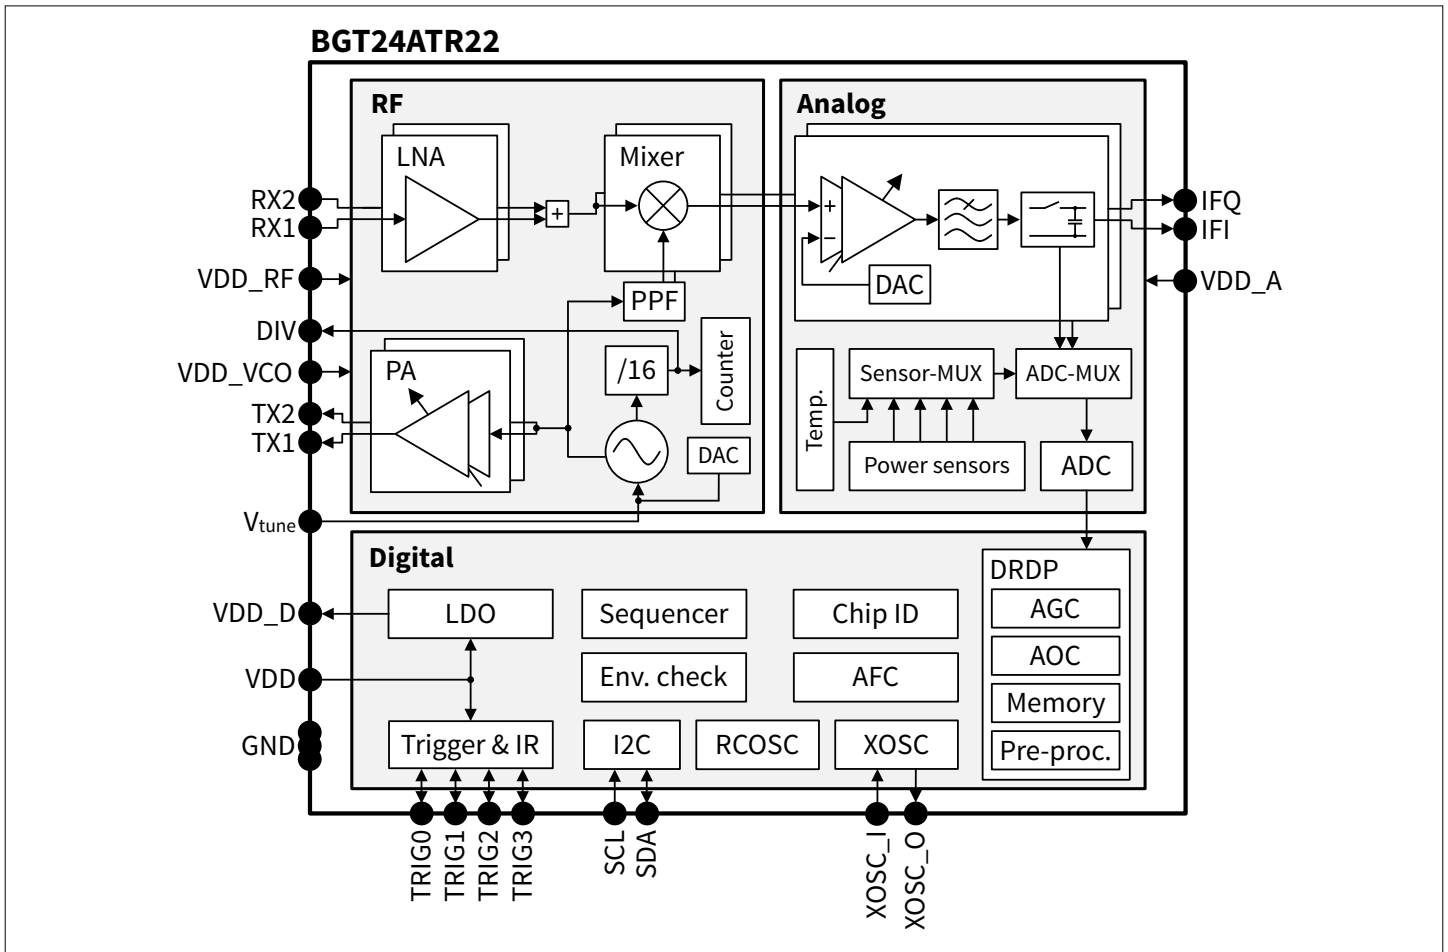 BGT24ATR22
RF
LNA
Mixer
RX2
RX1
+
VDD_RF
PPF
DIV
VDD_VCO
/16
Counter
PA
TX2
TX1
DAC
Vtune
Analog
+
−
DAC
IFQ
IFI
VDD_A
Temp.
Sensor-MUX
ADC-MUX
Power sensors
ADC
Digital
VDD_D
LDO
Sequencer
Chip ID
VDD
Env. check
AFC
GND
Trigger & IR
I2C
RCOSC
XOSC
DRDP
AGC
AOC
Memory
Pre-proc.
TRIG0
TRIG1
TRIG2
TRIG3
SCL
SDA
XOSC_I
XOSC_O